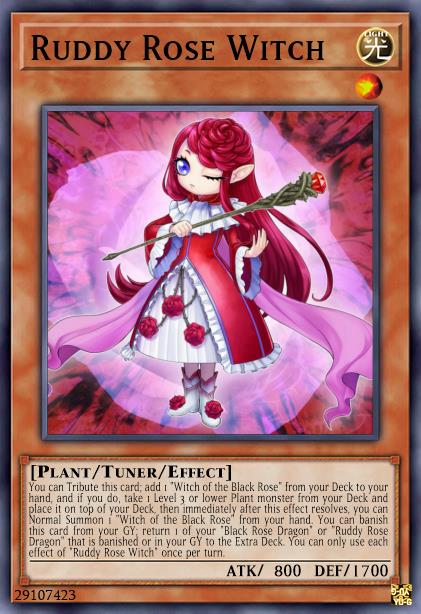 Ruddy Rose Witch
LIGHT
光
[Plant/Tuner/Effect]
You can Tribute this card; add 1 "Witch of the Black Rose" from your Deck to your
hand, and if you do, take 1 Level 3 or lower Plant monster from your Deck and
place it on top of your Deck, then immediately after this effect resolves, you can
Normal Summon 1 "Witch of the Black Rose" from your hand. You can banish
this card from your GY; return 1 of your "Black Rose Dragon" or "Ruddy Rose
Dragon" that is banished or in your GY to the Extra Deck. You can only use each
effect of "Ruddy Rose Witch" once per turn.
ATK/ 800 DEF/1700
29107423